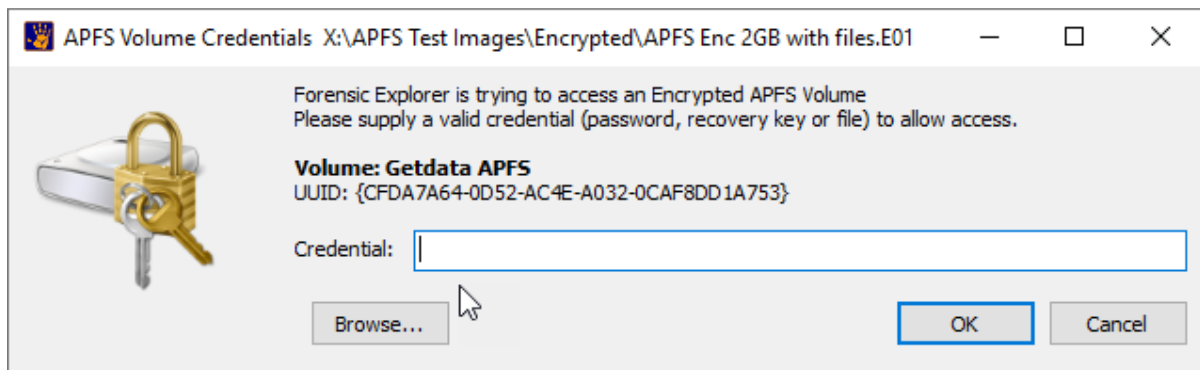 APFS Volume Credentials X:\APFS Test Images\Encrypted\APFS Enc 2GB with files.E01
Forensic Explorer is trying to access an Encrypted APFS Volume
Please supply a valid credential (password, recovery key or file) to allow access.
Volume: Getdata APFS
UUID: {CFDA7A64-0D52-AC4E-A032-0CAF8DD1A753}
Credential:
Browse... OK Cancel